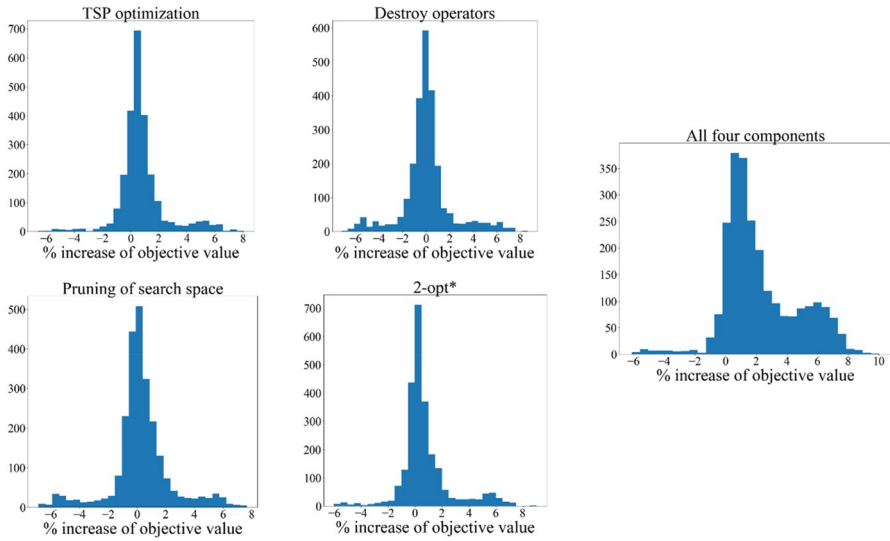 TSP optimization
700
600
500
400
300
200
100
0
−6 −4 −2 0 2 4 6 8
% increase of objective value
Destroy operators
600
500
400
300
200
100
0
−6 −4 −2 0 2 4 6 8
% increase of objective value
All four components
350
300
250
200
150
100
50
0
−6 −4 −2 0 2 4 6 8 10
% increase of objective value
Pruning of search space
500
400
300
200
100
0
−6 −4 −2 0 2 4 6 8
% increase of objective value
2-opt*
700
600
500
400
300
200
100
0
−6 −4 −2 0 2 4 6 8
% increase of objective value